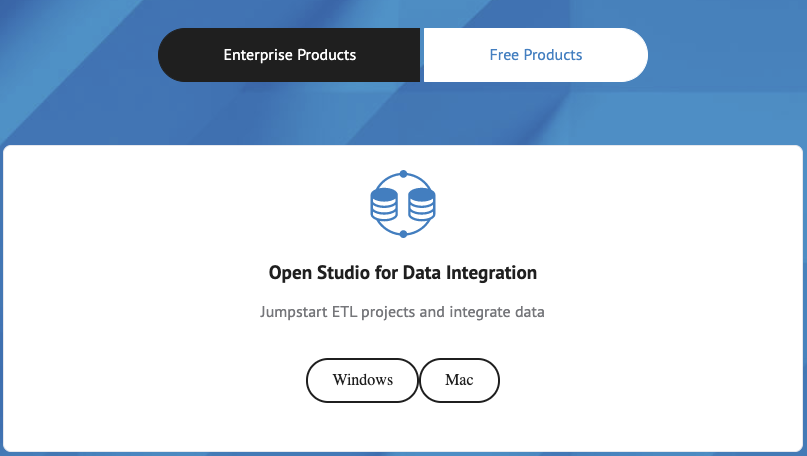 Enterprise Products
Free Products
Open Studio for Data Integration
Jumpstart ETL projects and integrate data
Windows
Mac